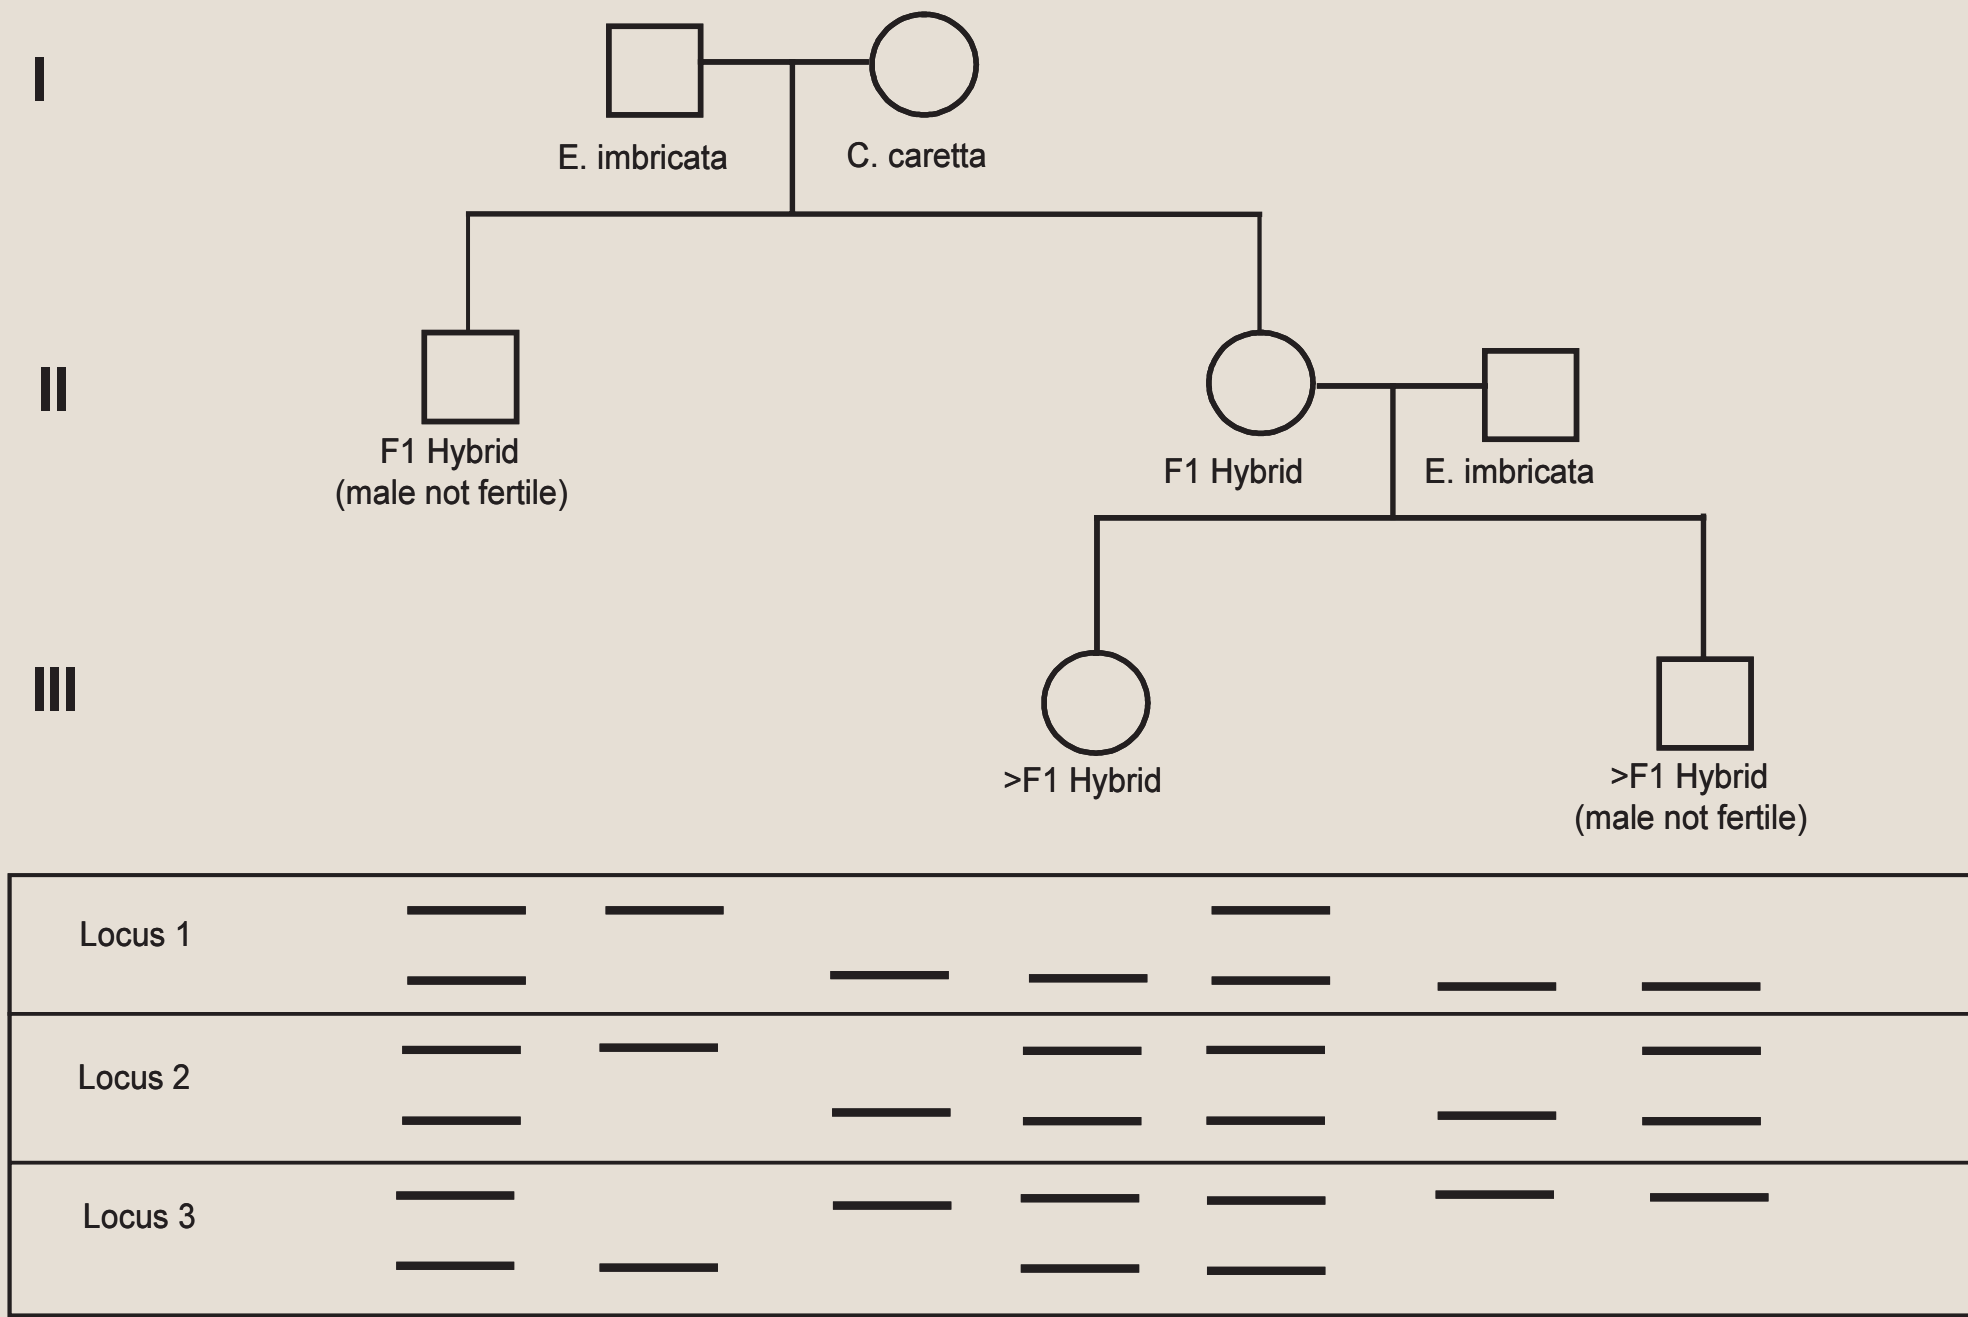 I
E. imbricata
C. caretta
II
F1 Hybrid
(male not fertile)
F1 Hybrid
E. imbricata
III
>F1 Hybrid
>F1 Hybrid
(male not fertile)
Locus 1
Locus 2
Locus 3